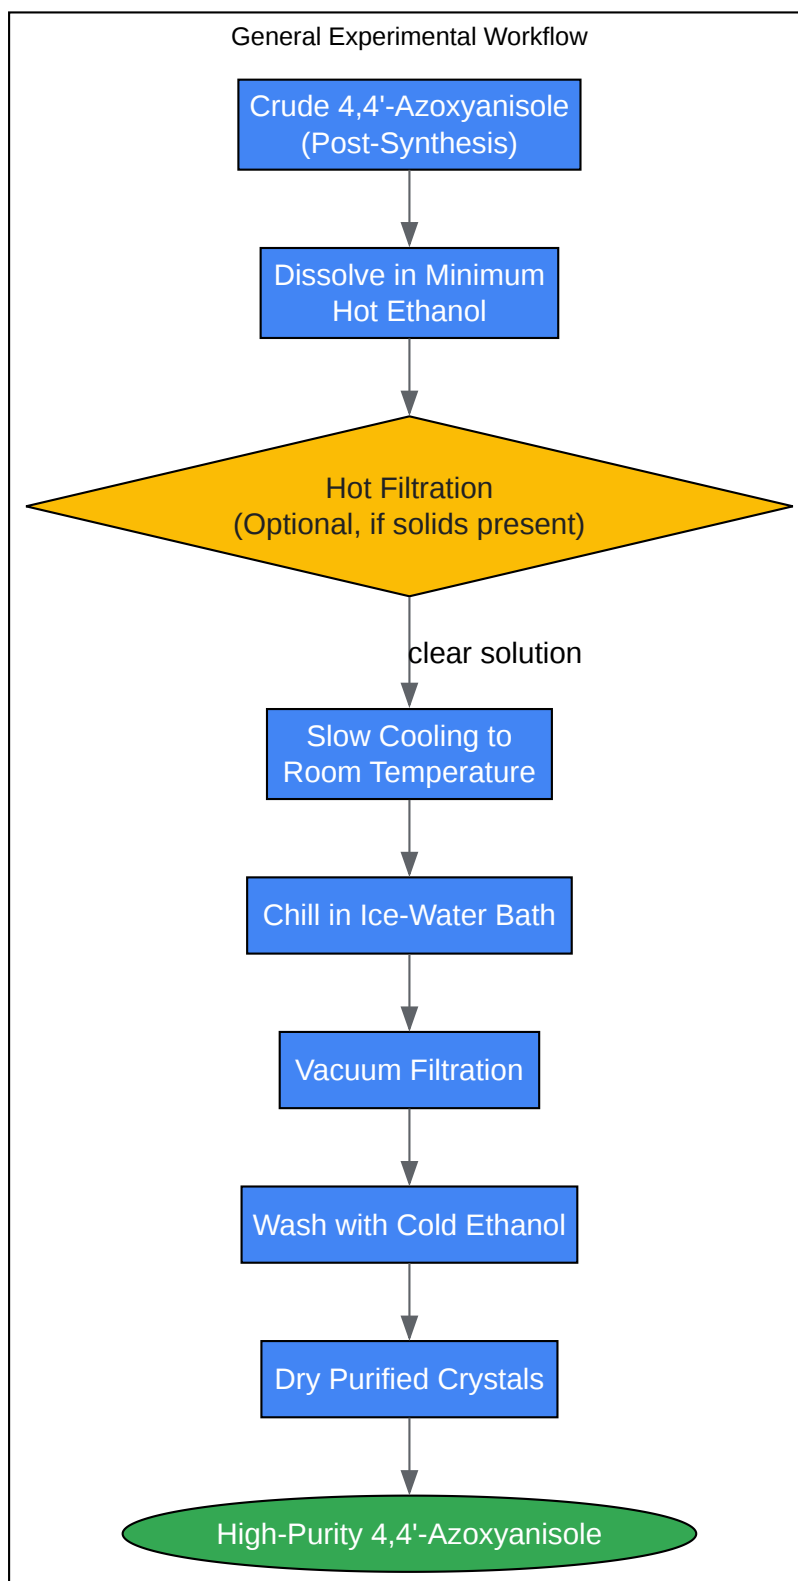 General Experimental Workflow
Crude 4,4'-Azoxyanisole
(Post-Synthesis)
Dissolve in Minimum
Hot Ethanol
Hot Filtration
(Optional, if solids present)
clear solution
Slow Cooling to
Room Temperature
Chill in Ice-Water Bath
Vacuum Filtration
Wash with Cold Ethanol
Dry Purified Crystals
High-Purity 4,4'-Azoxyanisole